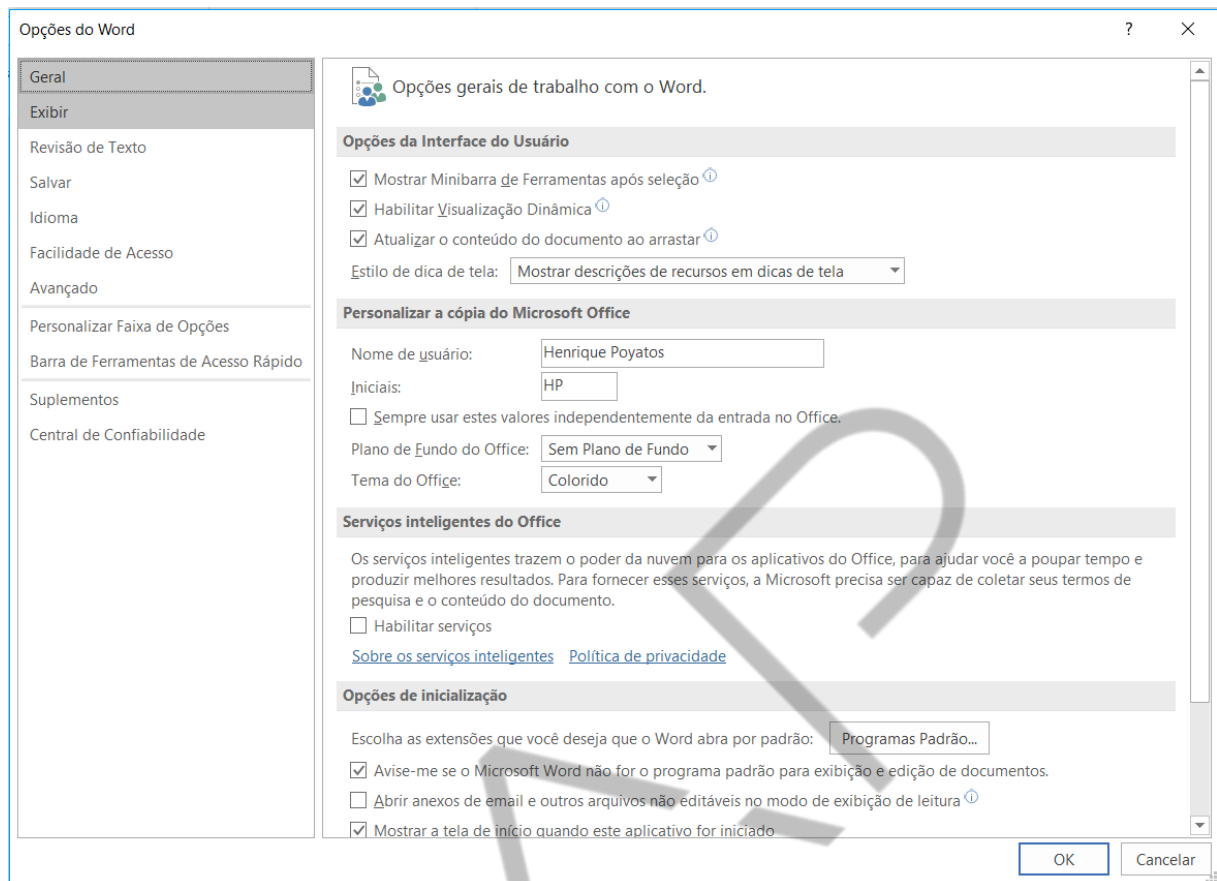 Opções do Word
?
Geral
Exibir
Revisão de Texto
Salvar
Idioma
Facilidade de Acesso
Avançado
Personalizar Faixa de Opções
Barra de Ferramentas de Acesso Rápido
Suplementos
Central de Confiabilidade
Opções gerais de trabalho com o Word.
Opções da Interface do Usuário
Mostrar Minibarra de Ferramentas após seleção
Habilitar Visualização Dinâmica
Atualizar o conteúdo do documento ao arrastar
Estilo de dica de tela: Mostrar descrições de recursos em dicas de tela
Personalizar a cópia do Microsoft Office
Nome de usuário: Henrique Poyatos
Iniciais: HP
Sempre usar estes valores independentemente da entrada no Office.
Plano de Fundo do Office: Sem Plano de Fundo
Tema do Office: Colorido
Serviços inteligentes do Office
Os serviços inteligentes trazem o poder da nuvem para os aplicativos do Office, para ajudar você a poupar tempo e
produzir melhores resultados. Para fornecer esses serviços, a Microsoft precisa ser capaz de coletar seus termos de
pesquisa e o conteúdo do documento.
Habilitar serviços
Sobre os serviços inteligentes Política de privacidade
Opções de inicialização
Escolha as extensões que você deseja que o Word abra por padrão: Programas Padrão...
Avise-me se o Microsoft Word não for o programa padrão para exibição e edição de documentos.
Abrir anexos de email e outros arquivos não editáveis no modo de exibição de leitura
Mostrar a tela de início quando este aplicativo for iniciado
OK Cancelar